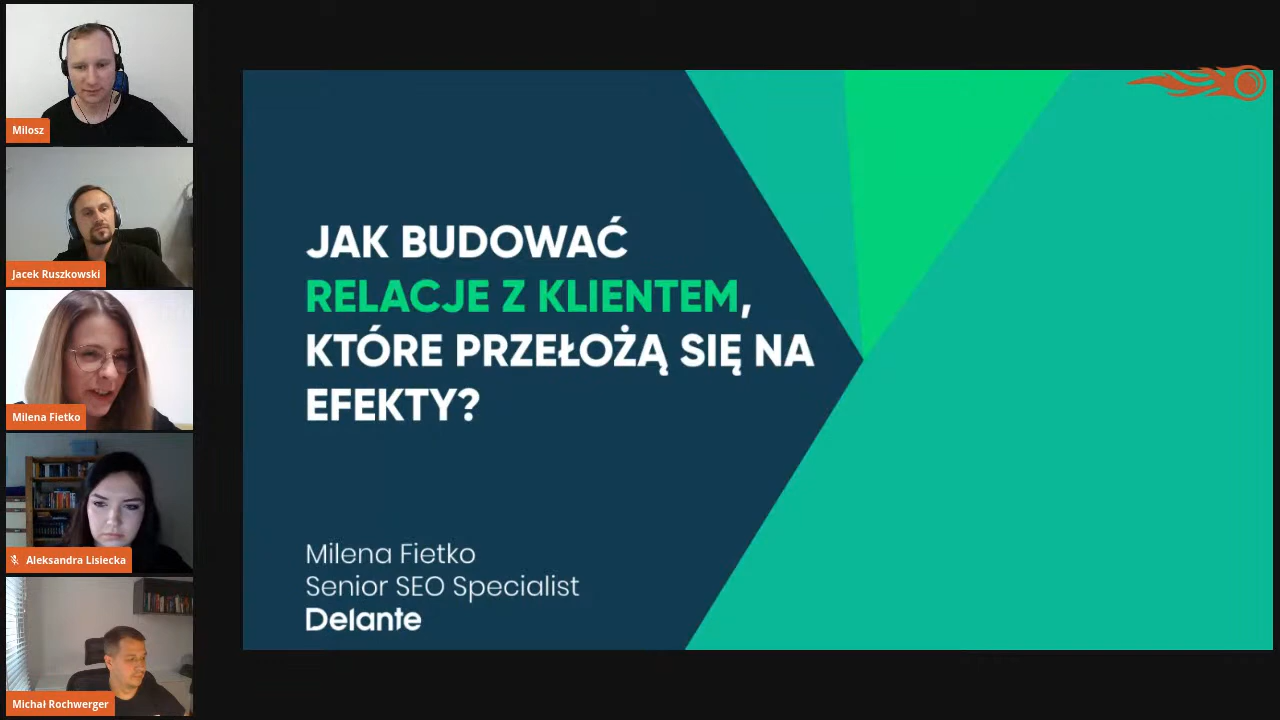 Milosz
Jacek Ruszkowski
Milena Fietko
Aleksandra Lisiecka
Michał Rochwerger
JAK BUDOWAĆ
RELACJE Z KLIENTEM,
KTÓRE PRZEŁOŻĄ SIĘ NA
EFEKTY?
Milena Fietko
Senior SEO Specialist
Delante